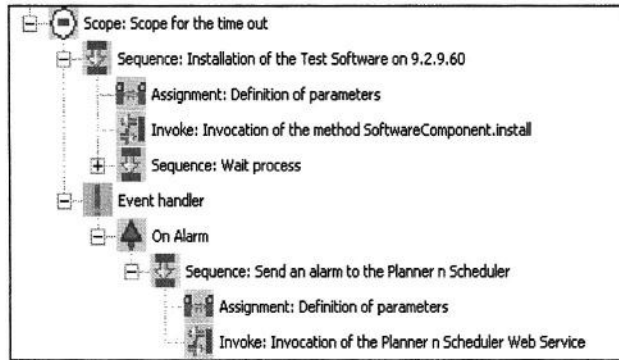 Scope: Scope for the time out
Sequence: Installation of the Test Software on 9.2.9.60
Assignment: Definition of parameters
Invoke: Invocation of the method SoftwareComponent.install
Sequence: Wait process
Event handler
On Alarm
Sequence: Send an alarm to the Planner n Scheduler
Assignment: Definition of parameters
Invoke: Invocation of the Planner n Scheduler Web Service